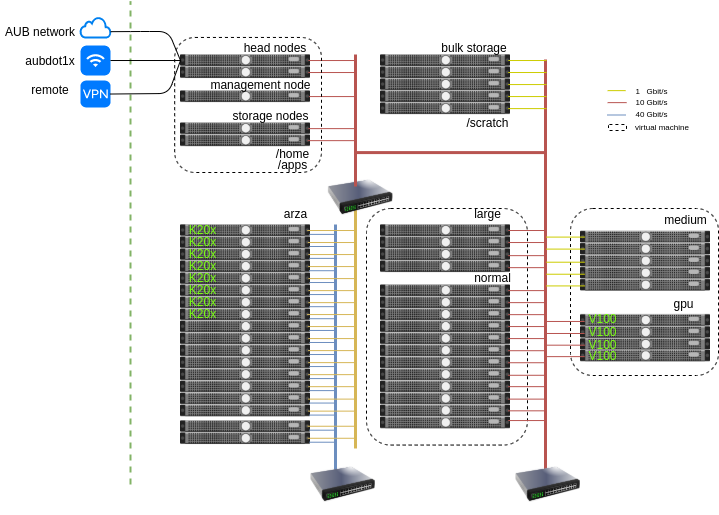 AUB network
aubdot1x
remote
VPN
head nodes
management node
storage nodes
/home
/apps
bulk storage
/scratch
1 Gbit/s
10 Gbit/s
40 Gbit/s
virtual machine
arza
K20x
K20x
K20x
K20x
K20x
K20x
K20x
K20x
large
normal
medium
gpu
V100
V100
V100
V100